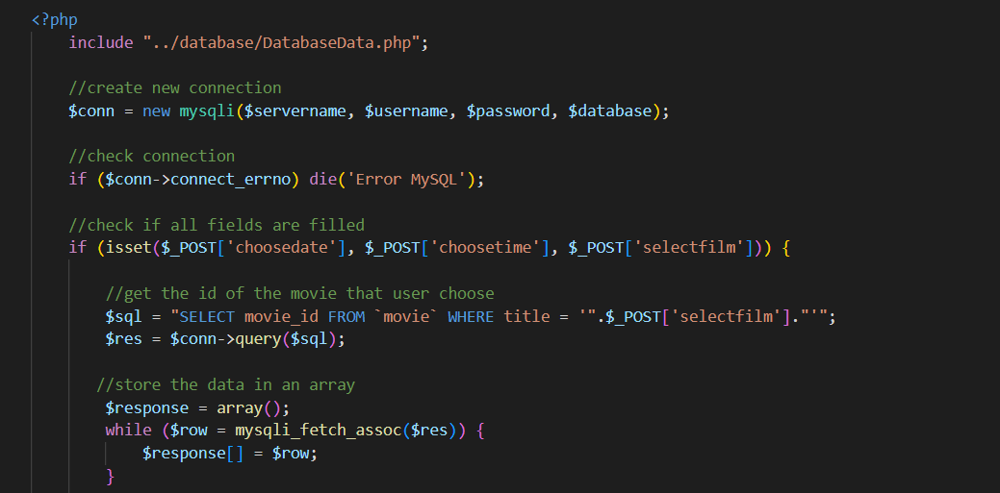 <?php
include "../database/DatabaseData.php";
//create new connection
$conn = new mysqli($servername, $username, $password, $database);
//check connection
if ($conn->connect_errno) die('Error MySQL');
//check if all fields are filled
if (isset($_POST['choosedate'], $_POST['choosetime'], $_POST['selectfilm'])) {
//get the id of the movie that user choose
$sql = "SELECT movie_id FROM `movie` WHERE title = '".$_POST['selectfilm']."'";
$res = $conn->query($sql);
//store the data in an array
$response = array();
while ($row = mysqli_fetch_assoc($res)) {
$response[] = $row;
}